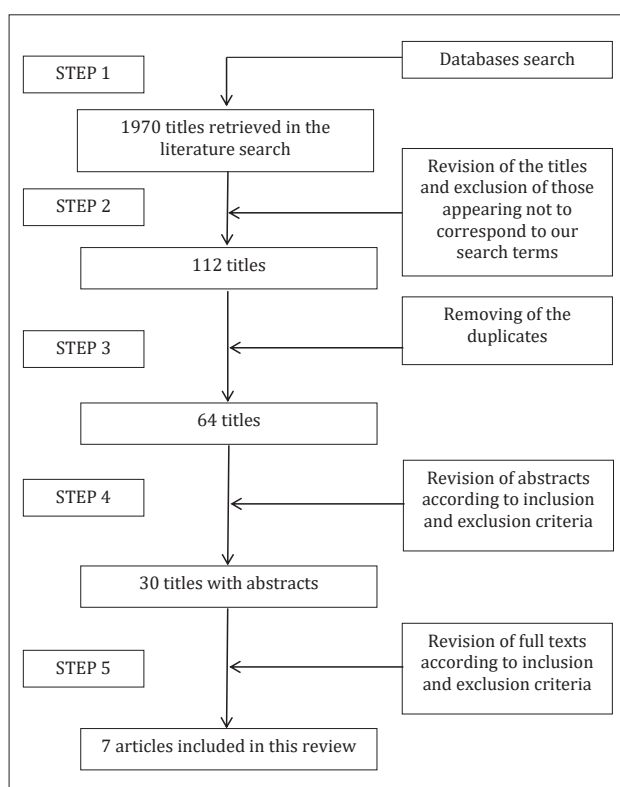 STEP 1
Databases search
1970 titles retrieved in the
literature search
STEP 2
Revision of the titles
and exclusion of those
appearing not to
correspond to our
search terms
112 titles
STEP 3
Removing of the
duplicates
64 titles
STEP 4
Revision of abstracts
according to inclusion
and exclusion criteria
30 titles with abstracts
STEP 5
Revision of full texts
according to inclusion
and exclusion criteria
7 articles included in this review